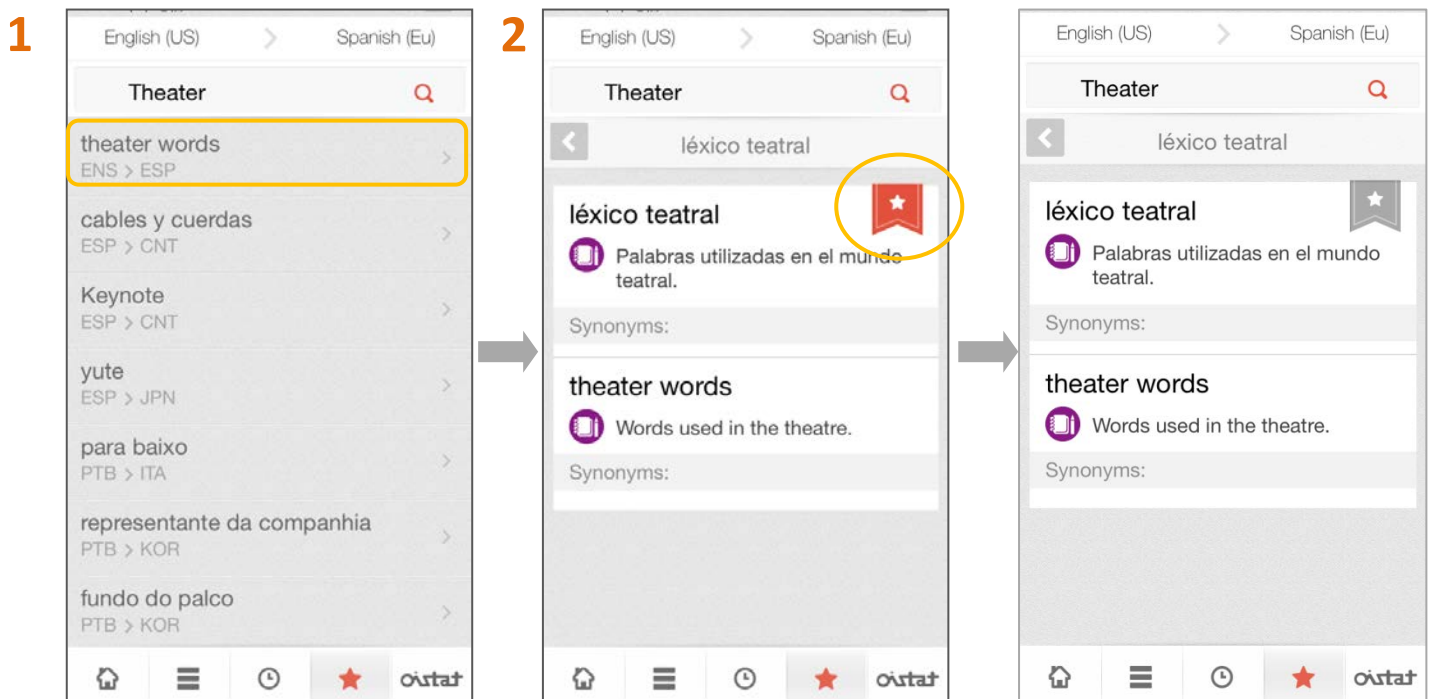 1
English (US) > Spanish (Eu)
Theater
theater words
ENS > ESP
cables y cuerdas
ESP > CNT
Keynote
ESP > CNT
yute
ESP > JPN
para baixo
PTB > ITA
representante da companhia
PTB > KOR
fundo do palco
PTB > KOR
oistat
2
English (US) > Spanish (Eu)
Theater
léxico teatral
léxico teatral
Palabras utilizadas en el mundo
teatral.
Synonyms:
theater words
Words used in the theatre.
Synonyms:
oistat
English (US) > Spanish (Eu)
Theater
léxico teatral
léxico teatral
Palabras utilizadas en el mundo
teatral.
Synonyms:
theater words
Words used in the theatre.
Synonyms:
oistat